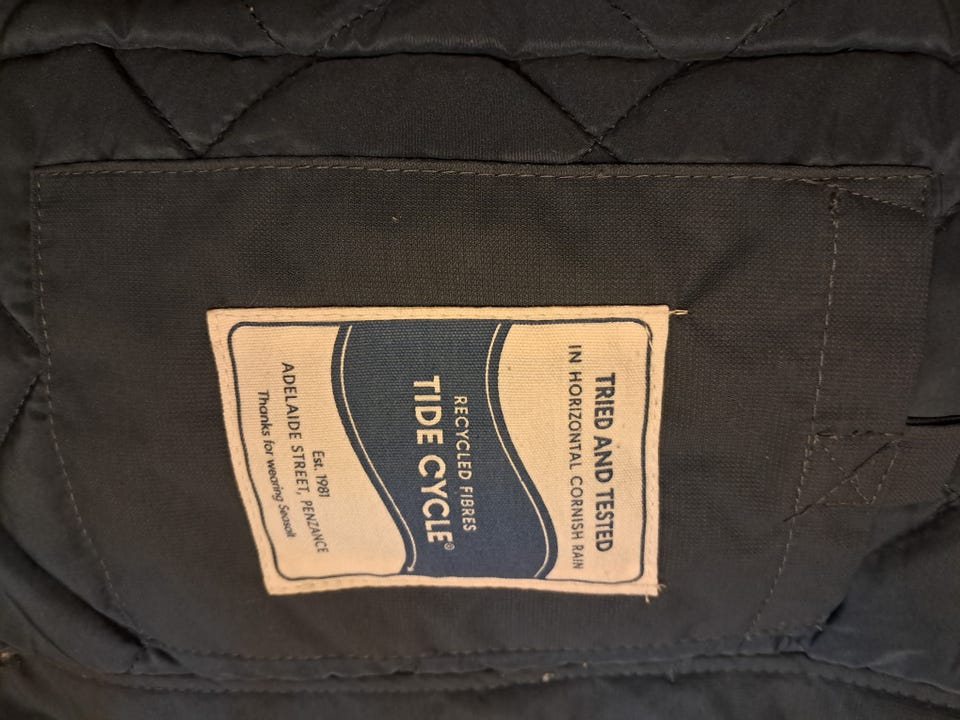 TRIED AND TESTED
IN HORIZONTAL CORNISH RAIN
RECYCLED FIBRES
TIDE CYCLE®
Est. 1981
ADELAIDE STREET, PENZANCE
Thanks for wearing Seasalt